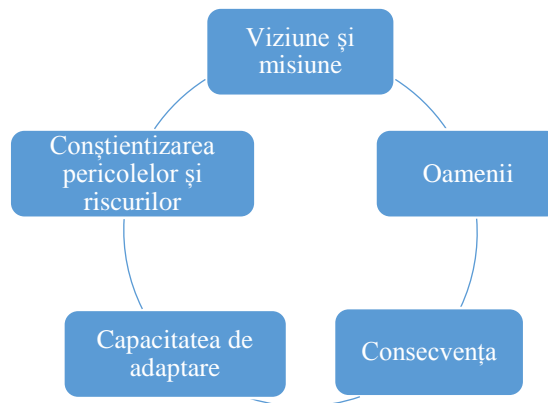 Viziune și
misiune
Oamenii
Consecvența
Capacitatea de
adaptare
Conștientizarea
pericolelor și
riscurilor